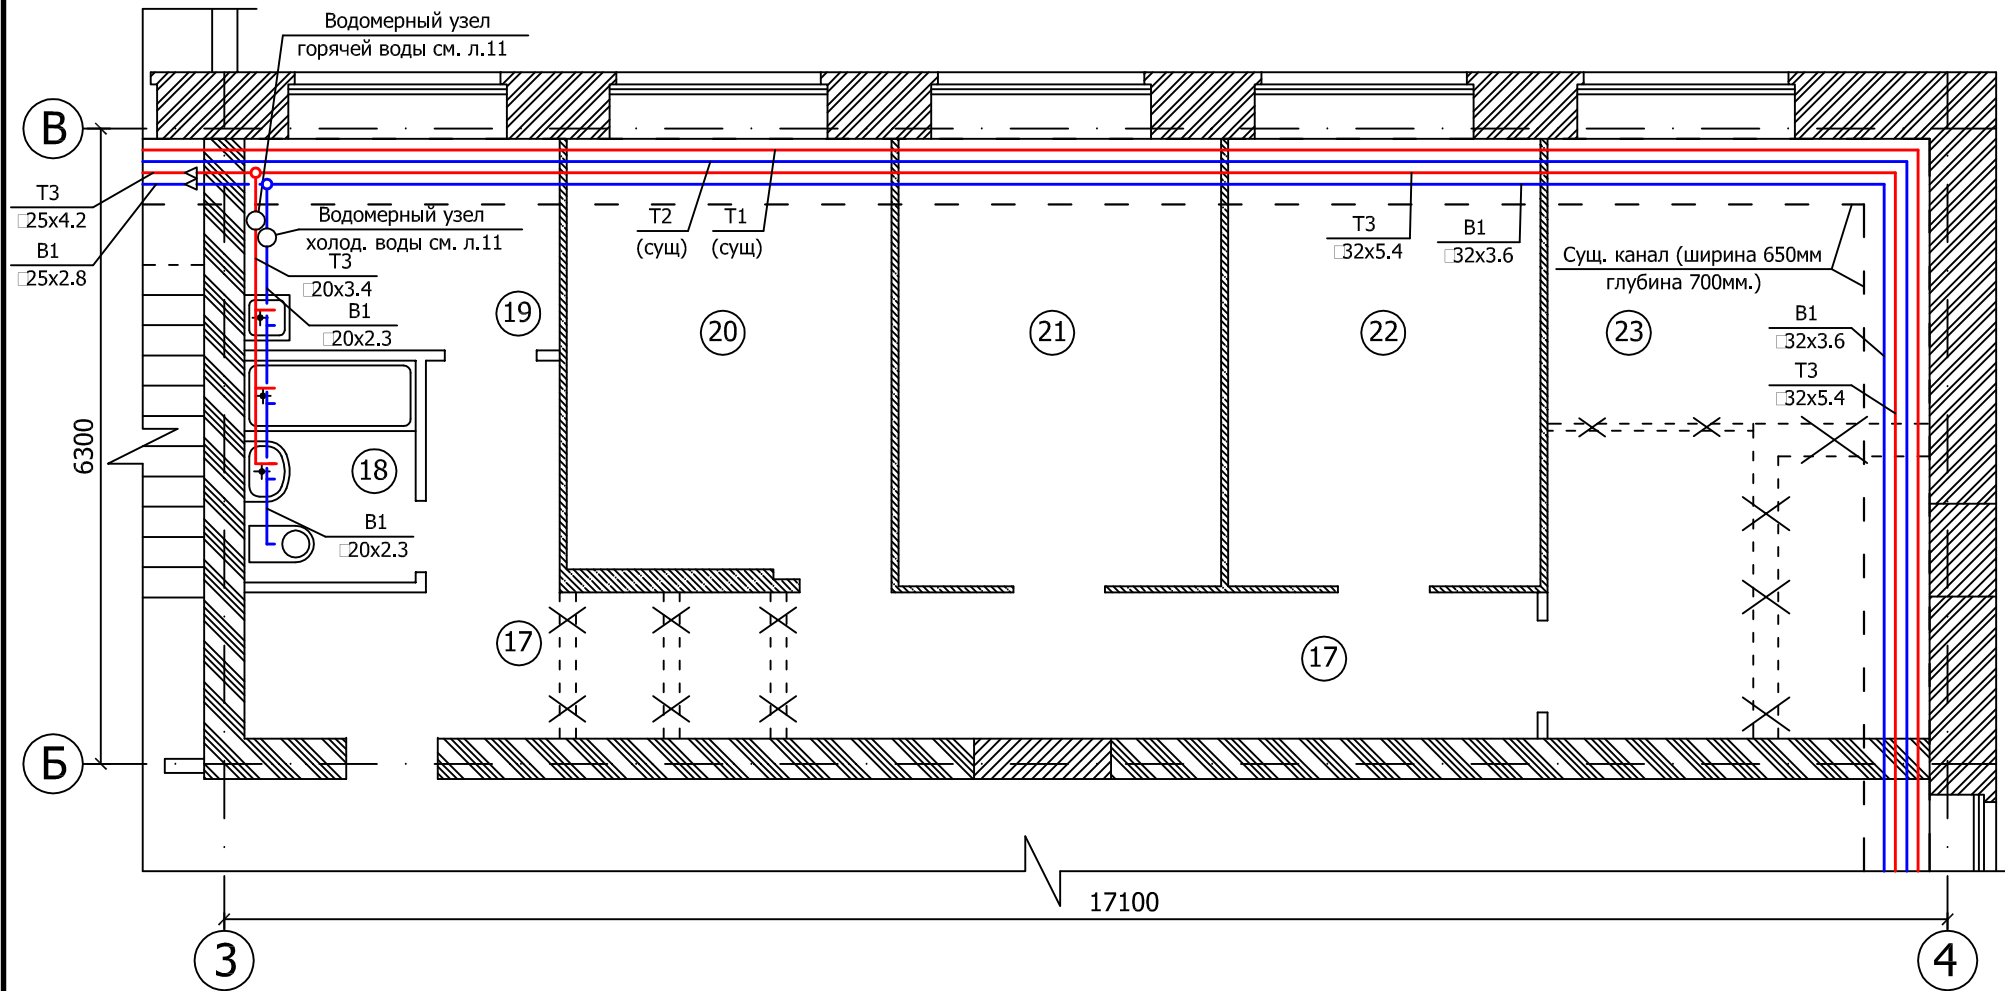 Водомерный узел
горячей воды см. л.11
В
Т3
□25х4.2
В1
□25х2.8
Водомерный узел
холод. воды см. л.11
Т3
□20х3.4
В1
□20х2.3
Т2
(сущ)
Т1
(сущ)
Т3
□32х5.4
В1
□32х3.6
Сущ. канал (ширина 650мм
глубина 700мм.)
В1
□32х3.6
Т3
□32х5.4
19
20
21
22
23
6300
18
В1
□20х2.3
17
17
Б
17100
3
4